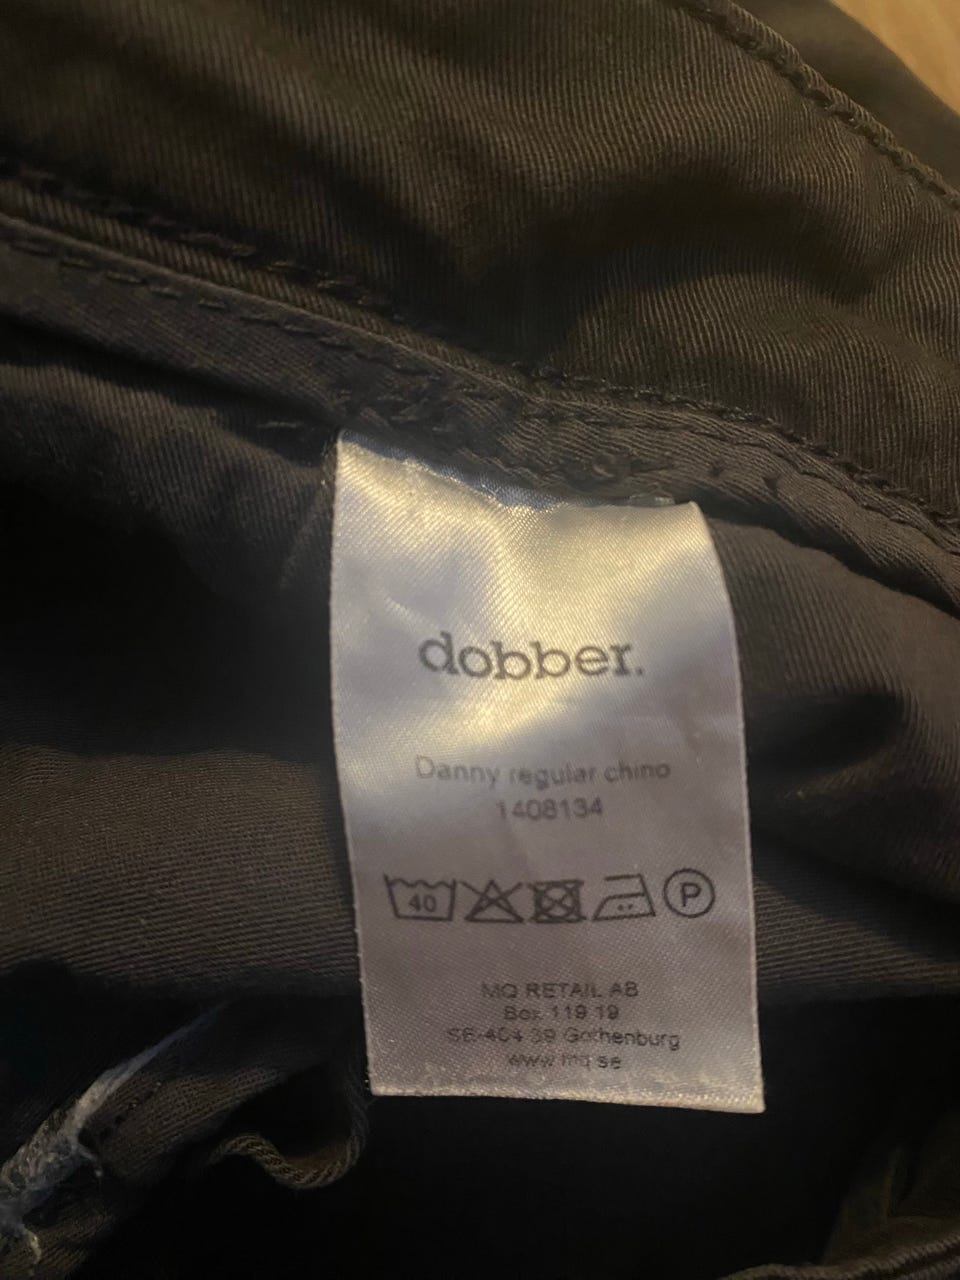 dobber.
Danny regular chino
1408134
40 P
MQ RETAIL AB
Box 119 19
SE-404 39 Gothenburg
www.mq.se